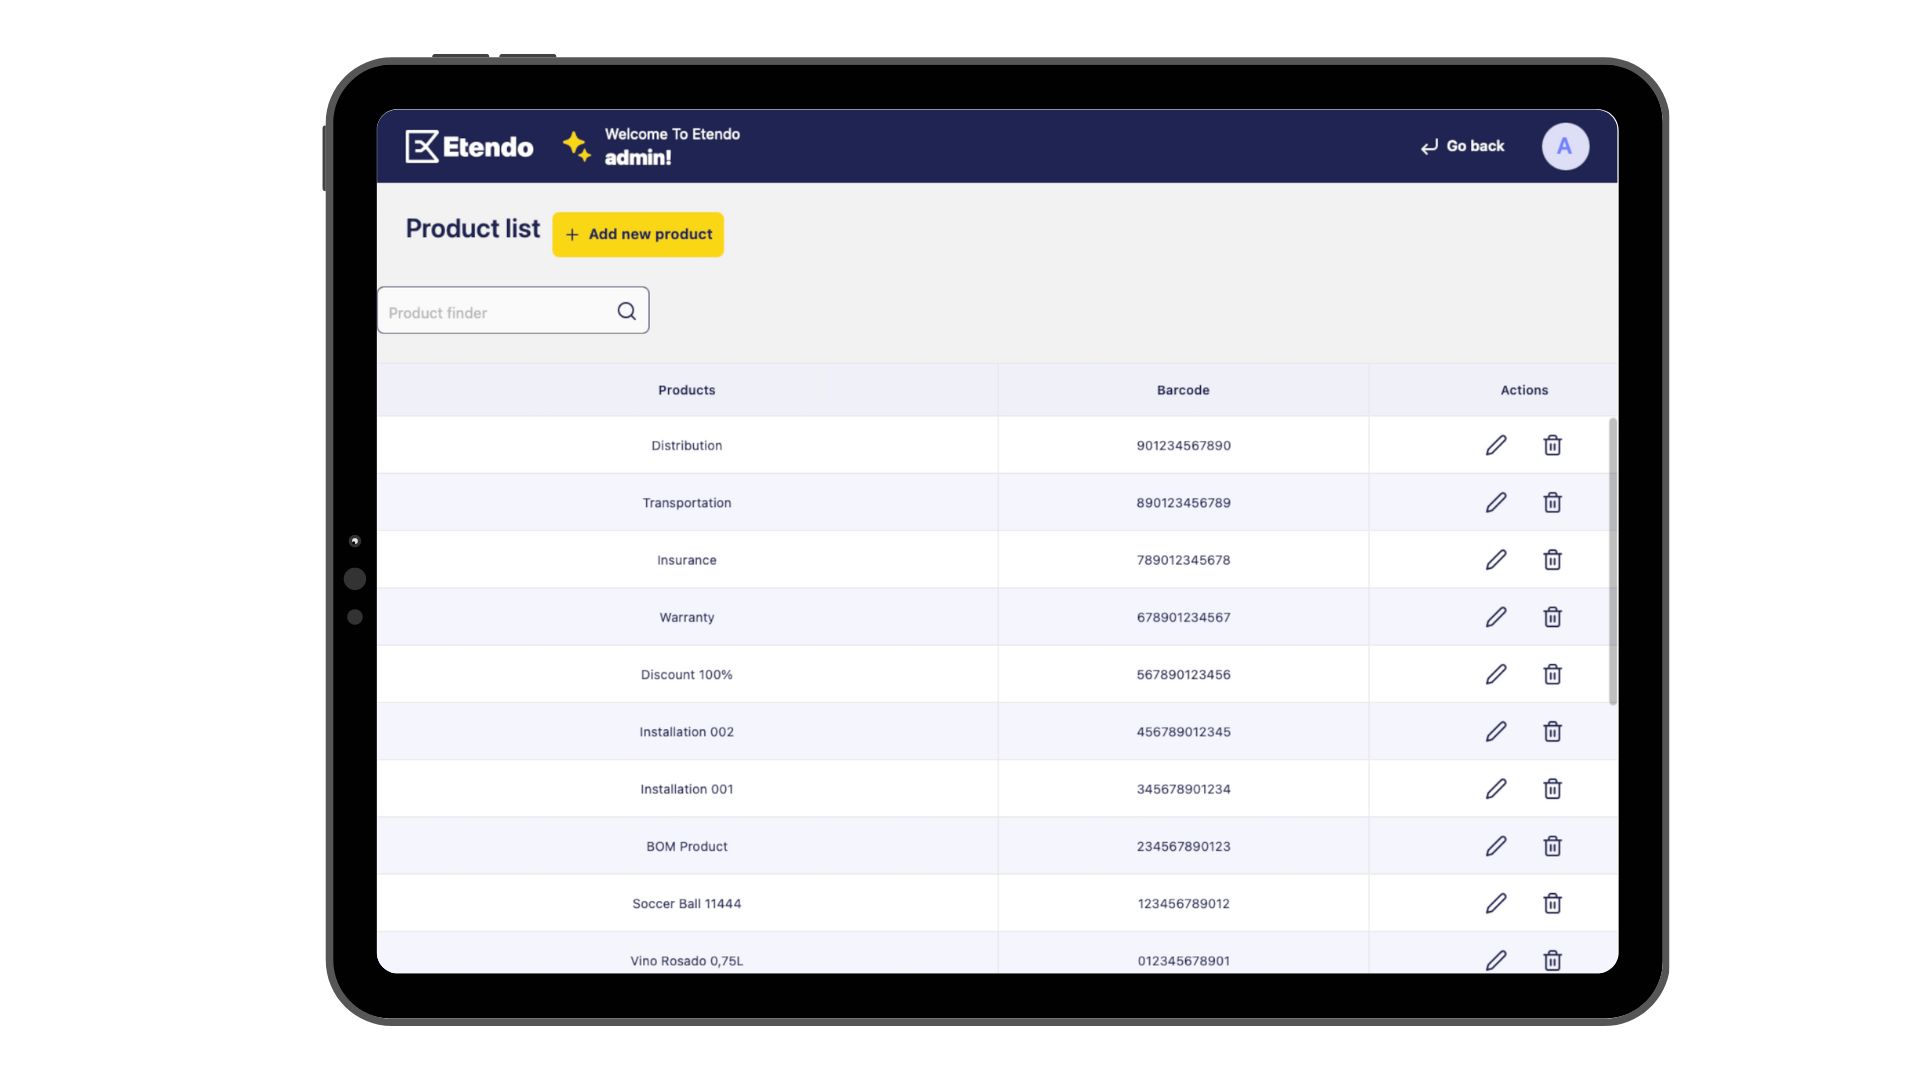 Etendo
Welcome To Etendo
admin!
Go back
A
Product list
+ Add new product
Product finder
Products Barcode Actions
Distribution 901234567890
Transportation 890123456789
Insurance 789012345678
Warranty 678901234567
Discount 100% 567890123456
Installation 002 456789012345
Installation 001 345678901234
BOM Product 234567890123
Soccer Ball 11444 123456789012
Vino Rosado 0,75L 012345678901